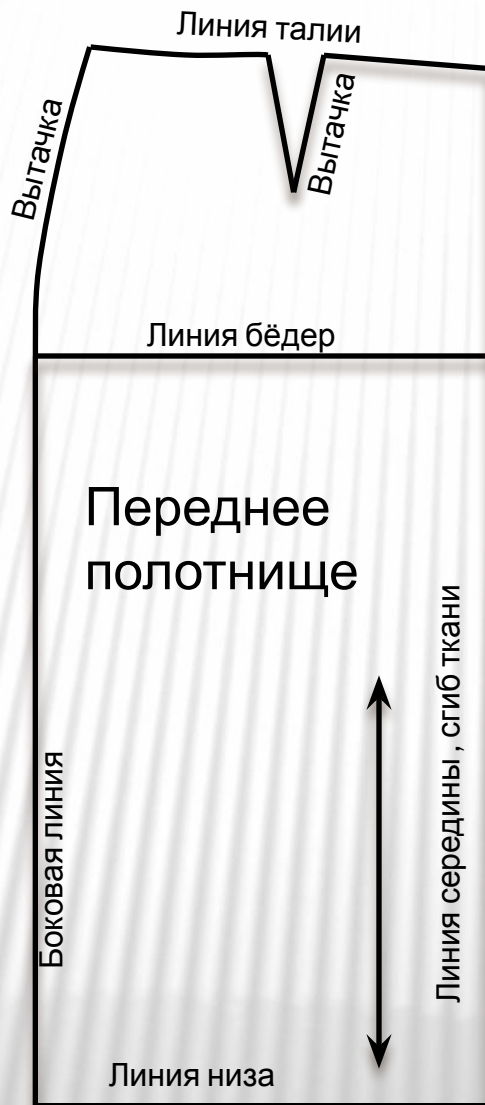 Линия талии
Вытачка
Вытачка
Линия бёдер
Переднее
полотнище
Боковая линия
Линия середины , сгиб ткани
Линия низа